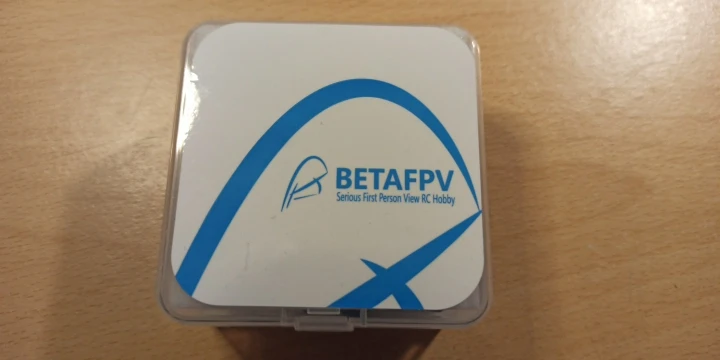 BETAFPV
Serious First Person View RC Hobby